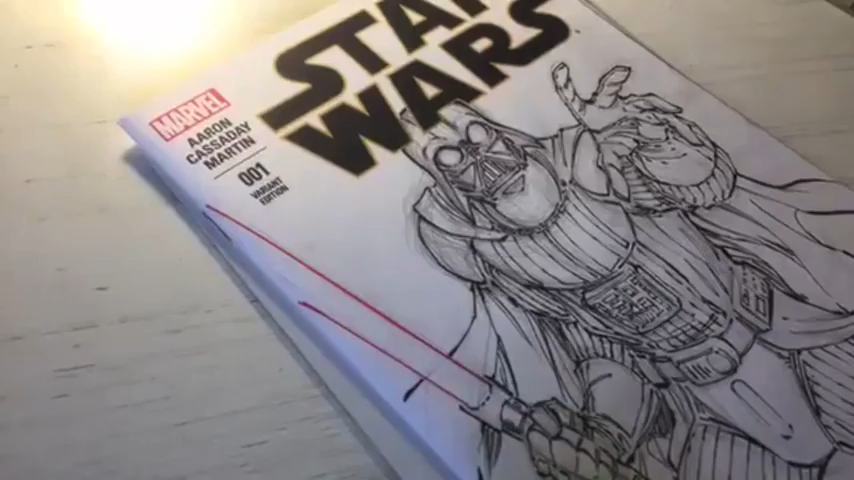 STAR
WARS
MARVEL
AARON
CASSADAY
MARTIN
001
VARIANT
EDITION